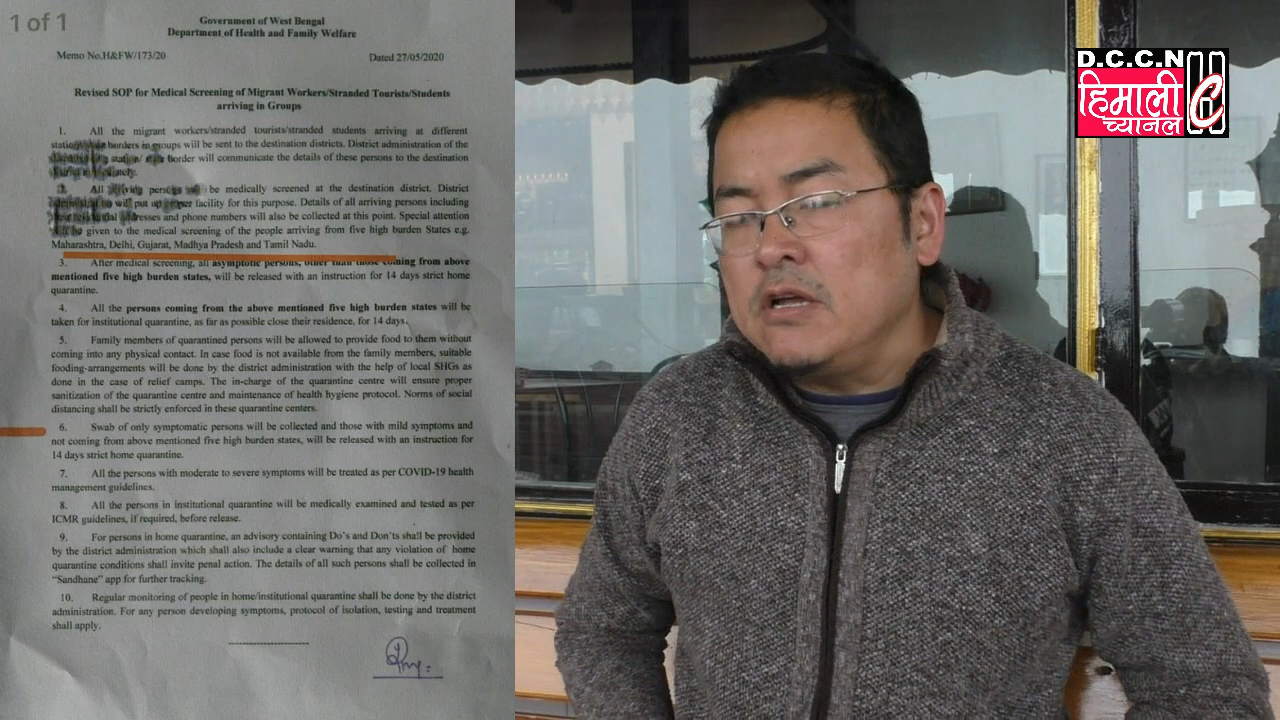 1 of 1
Government of West Bengal
Department of Health and Family Welfare
Memo No.H&FW/173/20 Dated 27/05/2020
Revised SOP for Medical Screening of Migrant Workers/Stranded Tourists/Students
arriving in Groups
1. All the migrant workers/stranded tourists/stranded students arriving at different
borders in groups will be sent to the destination districts. District administration of the
station/ border will communicate the details of these persons to the destination
2. All arriving persons be medically screened at the destination district. District
will put up facility for this purpose. Details of all arriving persons including
and phone numbers will also be collected at this point. Special attention
be given to the medical screening of the people arriving from five high burden States e.g.
Maharashtra, Delhi, Gujarat, Madhya Pradesh and Tamil Nadu.
3. After medical screening, all asymptotic persons, other than those coming from above
mentioned five high burden states, will be released with an instruction for 14 days strict home
quarantine.
4. All the persons coming from the above mentioned five high burden states will be
taken for institutional quarantine, as far as possible close their residence, for 14 days.
5. Family members of quarantined persons will be allowed to provide food to them without
coming into any physical contact. In case food is not available from the family members, suitable
fooding-arrangements will be done by the district administration with the help of local SHGs as
done in the case of relief camps. The in-charge of the quarantine centre will ensure proper
sanitization of the quarantine centre and maintenance of health hygiene protocol. Norms of social
distancing shall be strictly enforced in these quarantine centers.
6. Swab of only symptomatic persons will be collected and those with mild symptoms and
not coming from above mentioned five high burden states, will be released with an instruction for
14 days strict home quarantine.
7. All the persons with moderate to severe symptoms will be treated as per COVID-19 health
management guidelines.
8. All the persons in institutional quarantine will be medically examined and tested as per
ICMR guidelines, if required, before release.
9. For persons in home quarantine, an advisory containing Do's and Don'ts shall be provided
by the district administration which shall also include a clear warning that any violation of home
quarantine conditions shall invite penal action. The details of all such persons shall be collected in
“Sandhane” app for further tracking.
10. Regular monitoring of people in home/institutional quarantine shall be done by the district
administration. For any person developing symptoms, protocol of isolation, testing and treatment
shall apply.
D.C.C.N
हिमाली
च्यानल